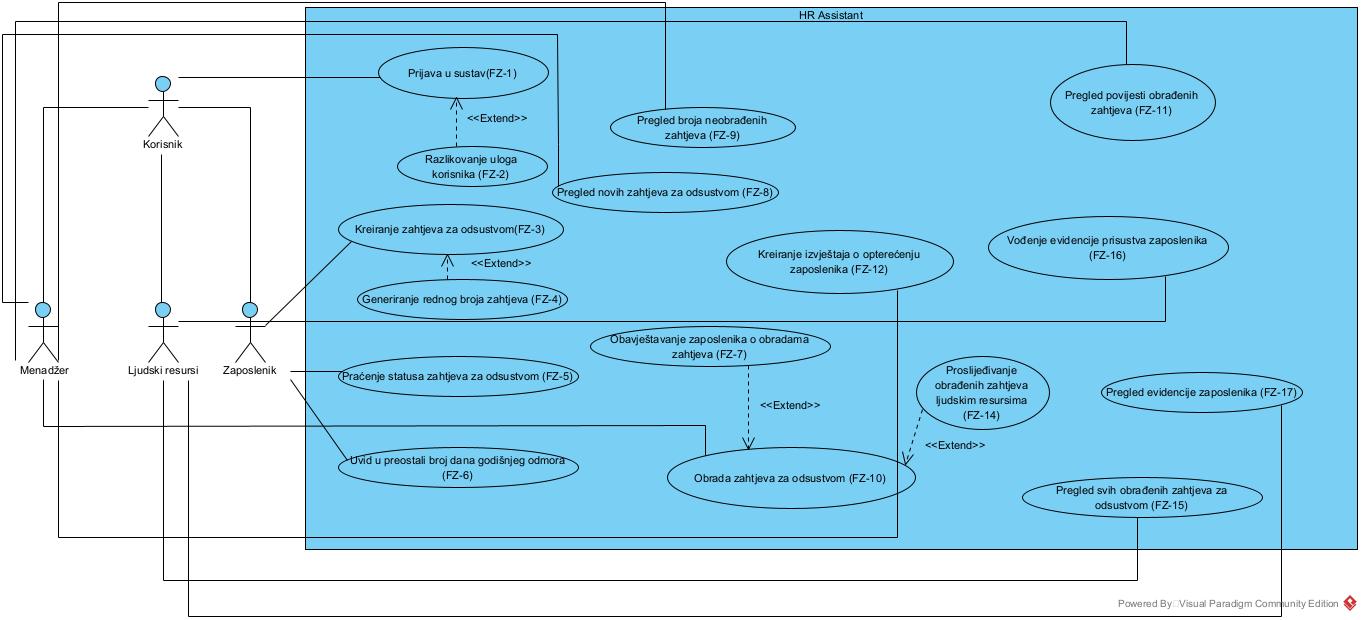 HR Assistant
Prijava u sustav(FZ-1)
<<Extend>>
Razlikovanje uloga
korisnika (FZ-2)
Korisnik
Pregled broja neobrađenih
zahtjeva (FZ-9)
Pregled povijesti obrađenih
zahtjeva (FZ-11)
Pregled novih zahtjeva za odsustvom (FZ-8)
Kreiranje zahtjeva za odsustvom(FZ-3)
<<Extend>>
Generiranje rednog broja zahtjeva (FZ-4)
Kreiranje izvještaja o opterećenju
zaposlenika (FZ-12)
Vođenje evidencije prisustva zaposlenika
(FZ-16)
Menadžer
Ljudski resursi
Zaposlenik
Praćenje statusa zahtjeva za odsustvom (FZ-5)
Obavještavanje zaposlenika o obradama
zahtjeva (FZ-7)
<<Extend>>
Proslijeđivanje
obrađenih zahtjeva
ljudskim resursima
(FZ-14)
<<Extend>>
Pregled evidencije zaposlenika (FZ-17)
Uvid u preostali broj dana godišnjeg odmora
(FZ-6)
Obrada zahtjeva za odsustvom (FZ-10)
Pregled svih obrađenih zahtjeva za
odsustvom (FZ-15)
Powered By Visual Paradigm Community Edition